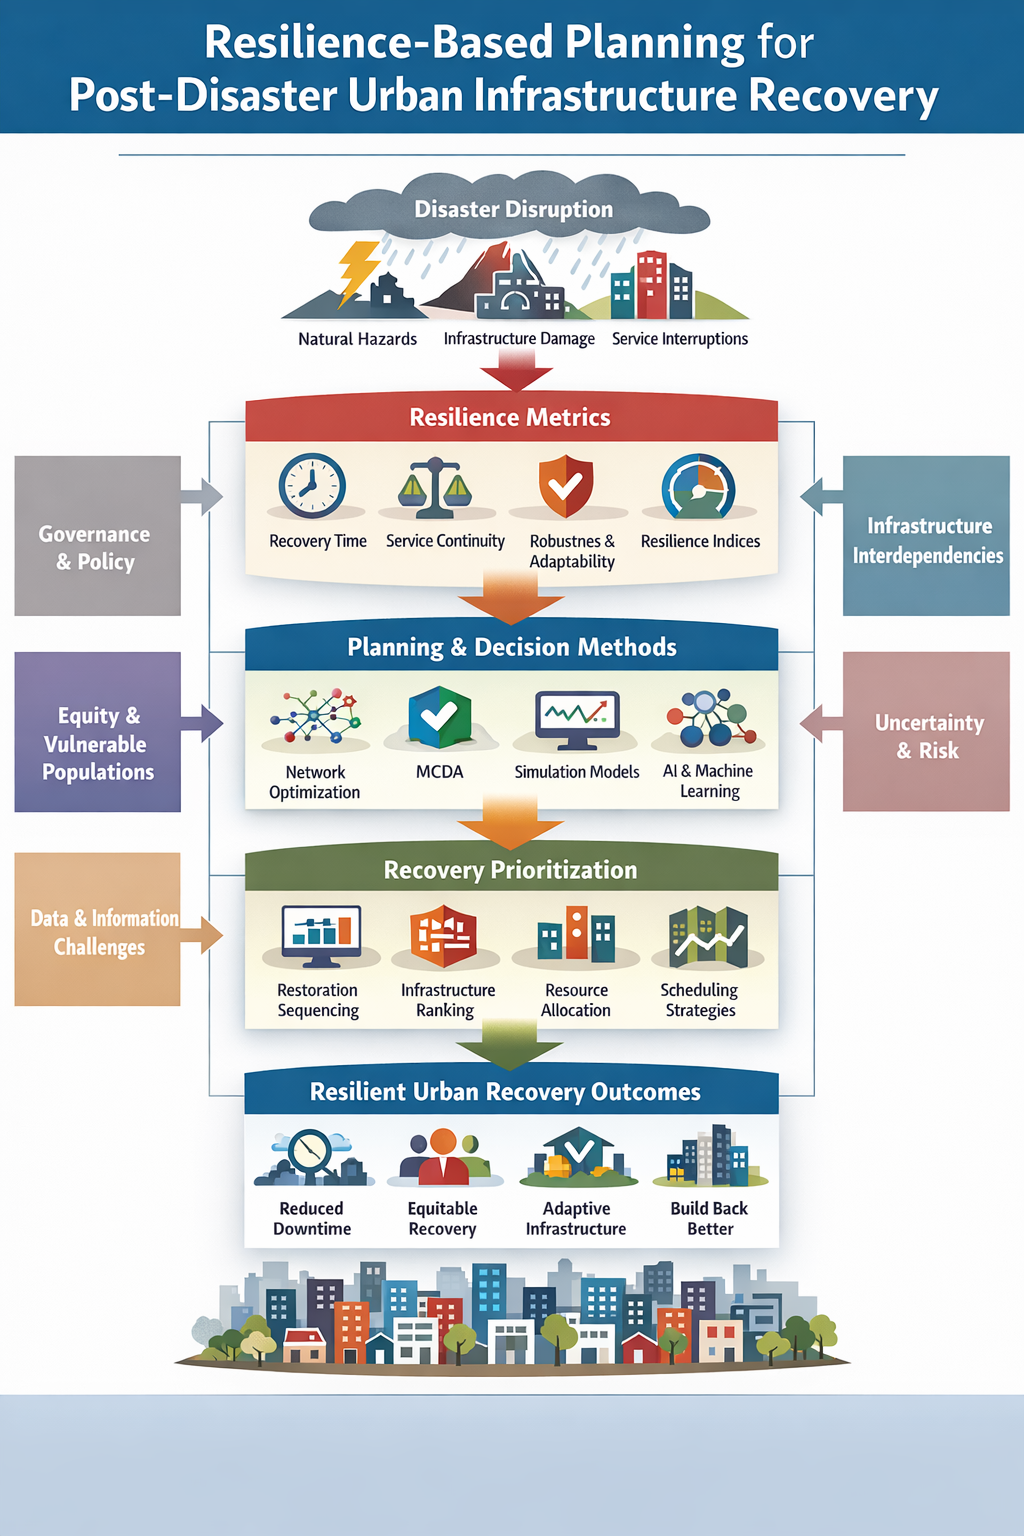 Resilience-Based Planning for
Post-Disaster Urban Infrastructure Recovery
Disaster Disruption
Natural Hazards
Infrastructure Damage
Service Interruptions
Resilience Metrics
Recovery Time
Service Continuity
Robustnes &
Adaptability
Resilience Indices
Governance
& Policy
Infrastructure
Interdependencies
Planning & Decision Methods
Network
Optimization
MCDA
Simulation Models
AI & Machine
Learning
Equity &
Vulnerable
Populations
Uncertainty
& Risk
Recovery Prioritization
Restoration
Sequencing
Infrastructure
Ranking
Resource
Allocation
Scheduling
Strategies
Data & Information
Challenges
Resilient Urban Recovery Outcomes
Reduced
Downtime
Equitable
Recovery
Adaptive
Infrastructure
Build Back
Better